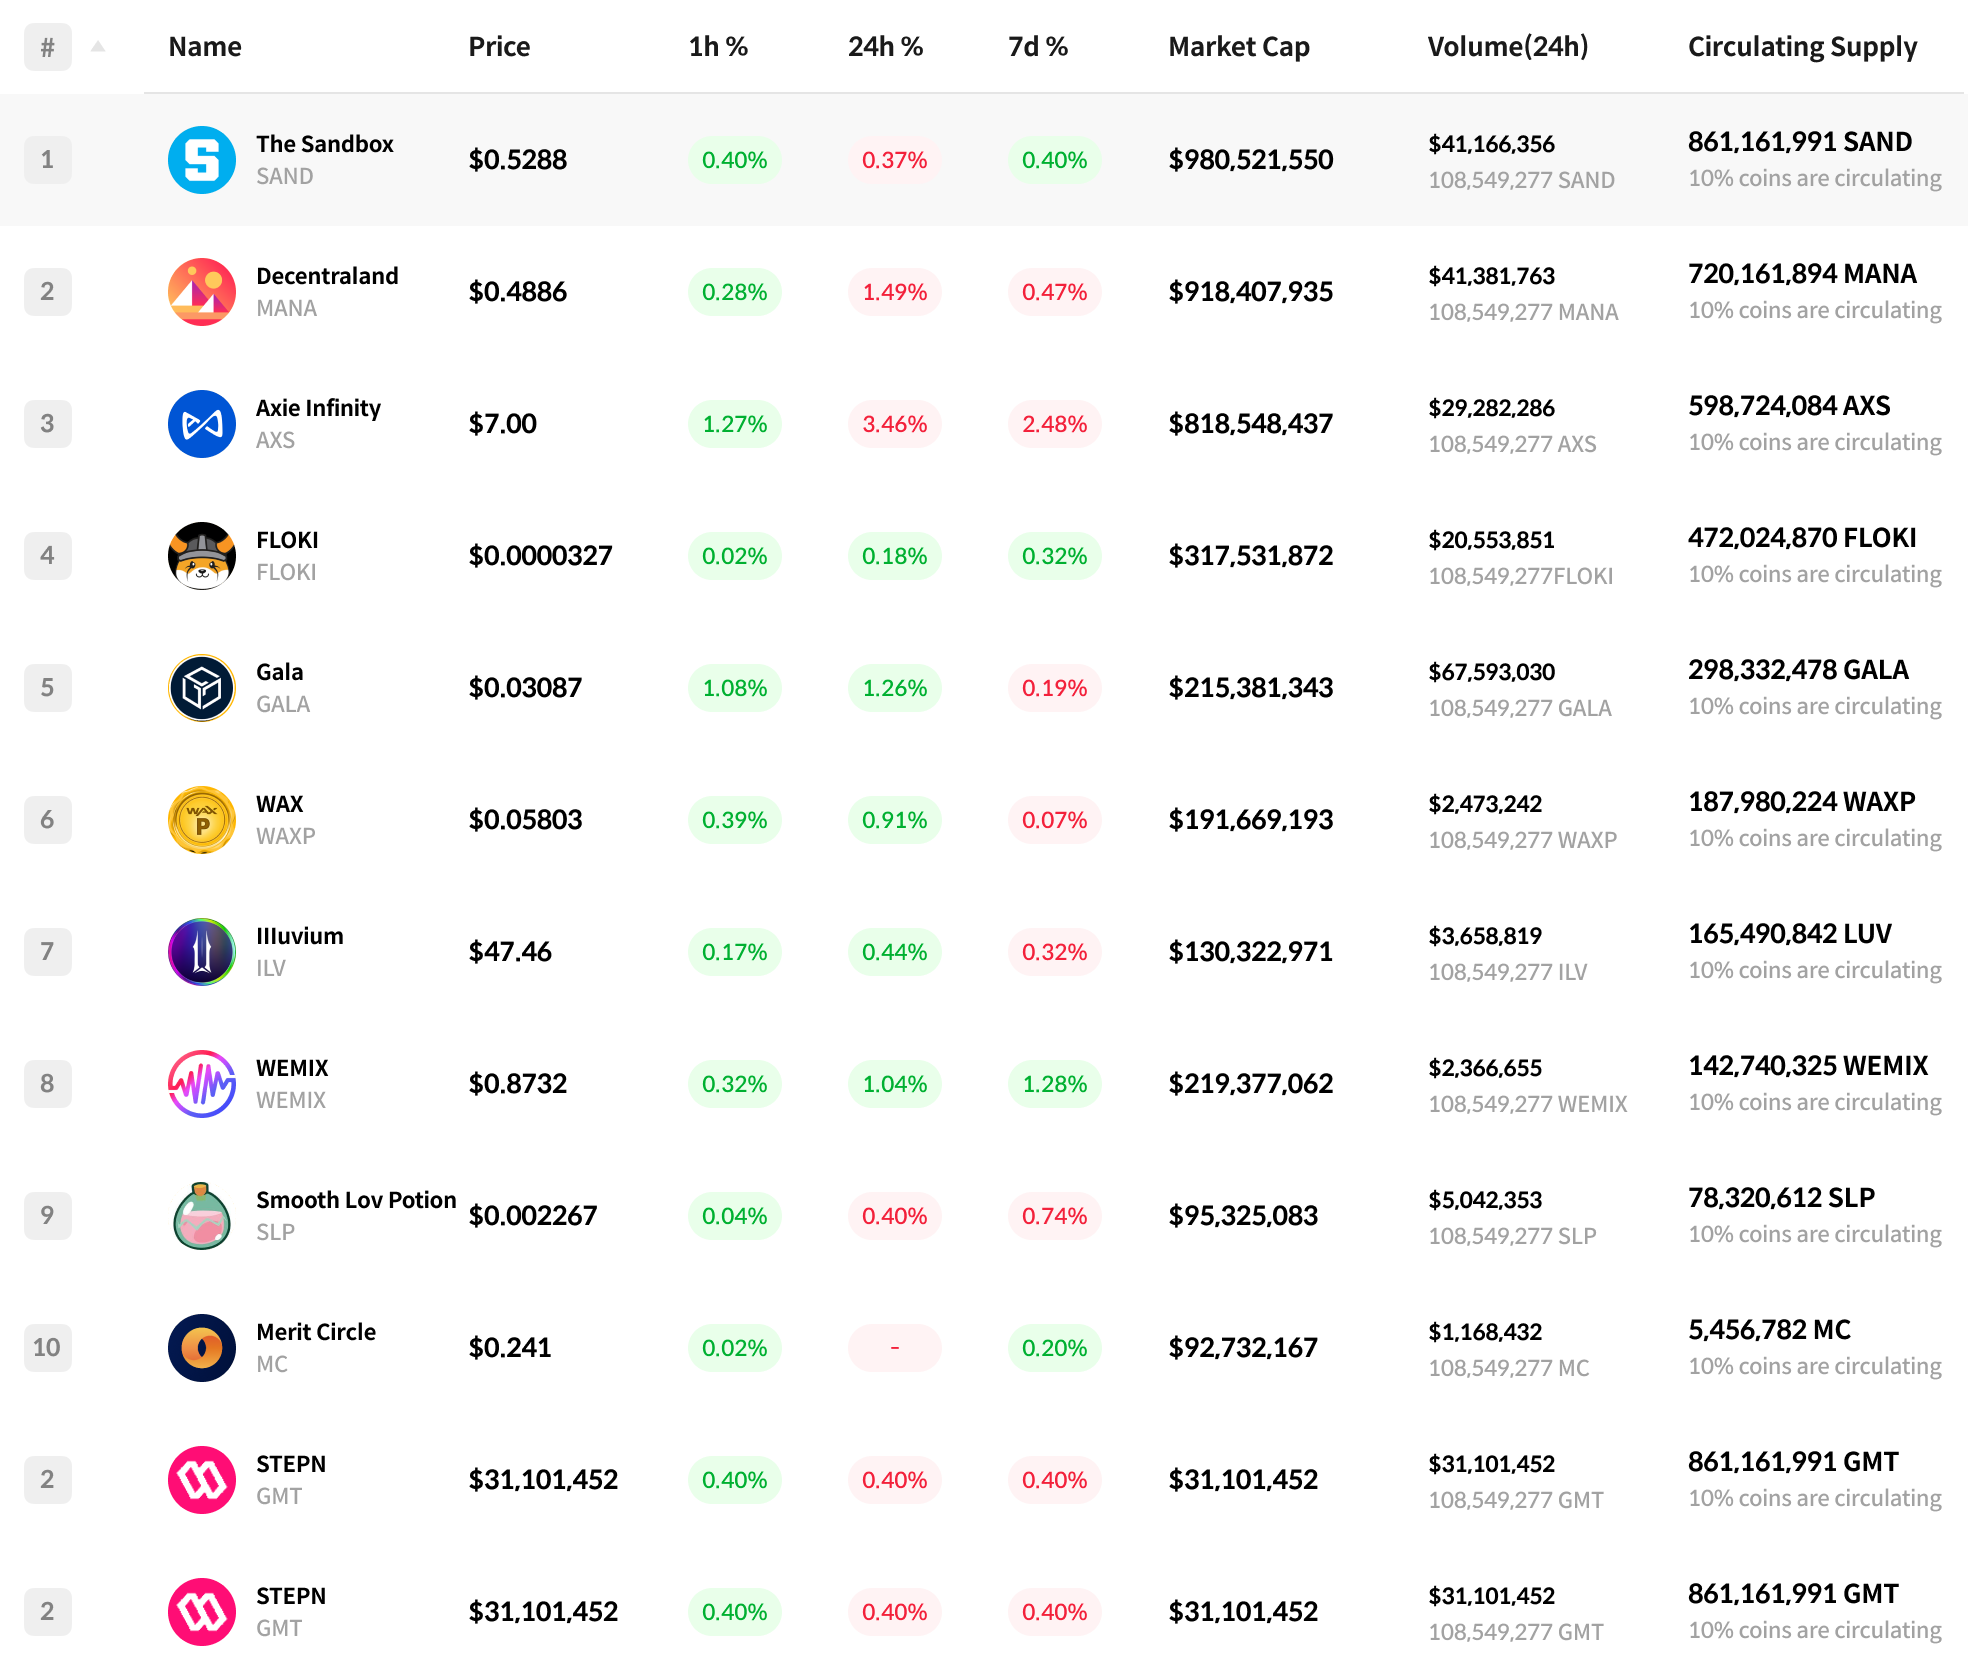 # Name Price 1h % 24h % 7d % Market Cap Volume(24h) Circulating Supply
1 The Sandbox $0.5288 0.40% 0.37% 0.40% $980,521,550 $41,166,356 861,161,991 SAND
SAND 108,549,277 SAND 10% coins are circulating
2 Decentraland $0.4886 0.28% 1.49% 0.47% $918,407,935 $41,381,763 720,161,894 MANA
MANA 108,549,277 MANA 10% coins are circulating
3 Axie Infinity $7.00 1.27% 3.46% 2.48% $818,548,437 $29,282,286 598,724,084 AXS
AXS 108,549,277 AXS 10% coins are circulating
4 FLOKI $0.0000327 0.02% 0.18% 0.32% $317,531,872 $20,553,851 472,024,870 FLOKI
FLOKI 108,549,277FLOKI 10% coins are circulating
5 Gala $0.03087 1.08% 1.26% 0.19% $215,381,343 $67,593,030 298,332,478 GALA
GALA 108,549,277 GALA 10% coins are circulating
6 WAX P WAX $0.05803 0.39% 0.91% 0.07% $191,669,193 $2,473,242 187,980,224 WAXP
WAXP 108,549,277 WAXP 10% coins are circulating
7 IIIuvium $47.46 0.17% 0.44% 0.32% $130,322,971 $3,658,819 165,490,842 LUV
ILV 108,549,277 ILV 10% coins are circulating
8 WEMIX $0.8732 0.32% 1.04% 1.28% $219,377,062 $2,366,655 142,740,325 WEMIX
WEMIX 108,549,277 WEMIX 10% coins are circulating
9 Smooth Lov Potion $0.002267 0.04% 0.40% 0.74% $95,325,083 $5,042,353 78,320,612 SLP
SLP 108,549,277 SLP 10% coins are circulating
10 Merit Circle $0.241 0.02% - 0.20% $92,732,167 $1,168,432 5,456,782 MC
MC 108,549,277 MC 10% coins are circulating
2 STEPN $31,101,452 0.40% 0.40% 0.40% $31,101,452 $31,101,452 861,161,991 GMT
GMT 108,549,277 GMT 10% coins are circulating
2 STEPN $31,101,452 0.40% 0.40% 0.40% $31,101,452 $31,101,452 861,161,991 GMT
GMT 108,549,277 GMT 10% coins are circulating